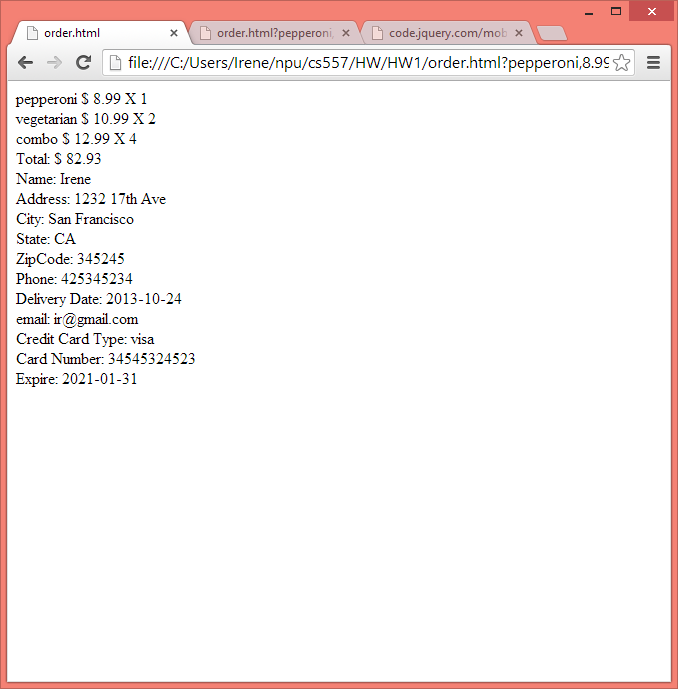 order.html
order.html?pepperoni,
code.jquery.com/mob
file:///C:/Users/Irene/npu/cs557/HW/HW1/order.html?pepperoni,8.99
pepperoni $ 8.99 X 1
vegetarian $ 10.99 X 2
combo $ 12.99 X 4
Total: $ 82.93
Name: Irene
Address: 1232 17th Ave
City: San Francisco
State: CA
ZipCode: 345245
Phone: 425345234
Delivery Date: 2013-10-24
email: ir@gmail.com
Credit Card Type: visa
Card Number: 34545324523
Expire: 2021-01-31